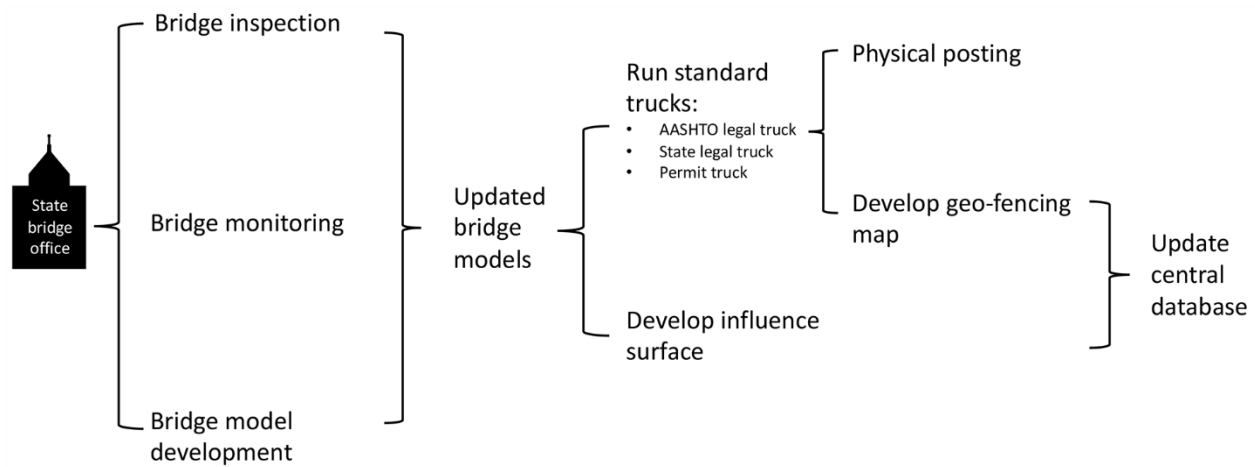 Bridge inspection
State
bridge
office
Bridge monitoring
Bridge model
development
Updated
bridge
models
Run standard
trucks:
• AASHTO legal truck
• State legal truck
• Permit truck
Develop influence
surface
Physical posting
Develop geo-fencing
map
Update
central
database